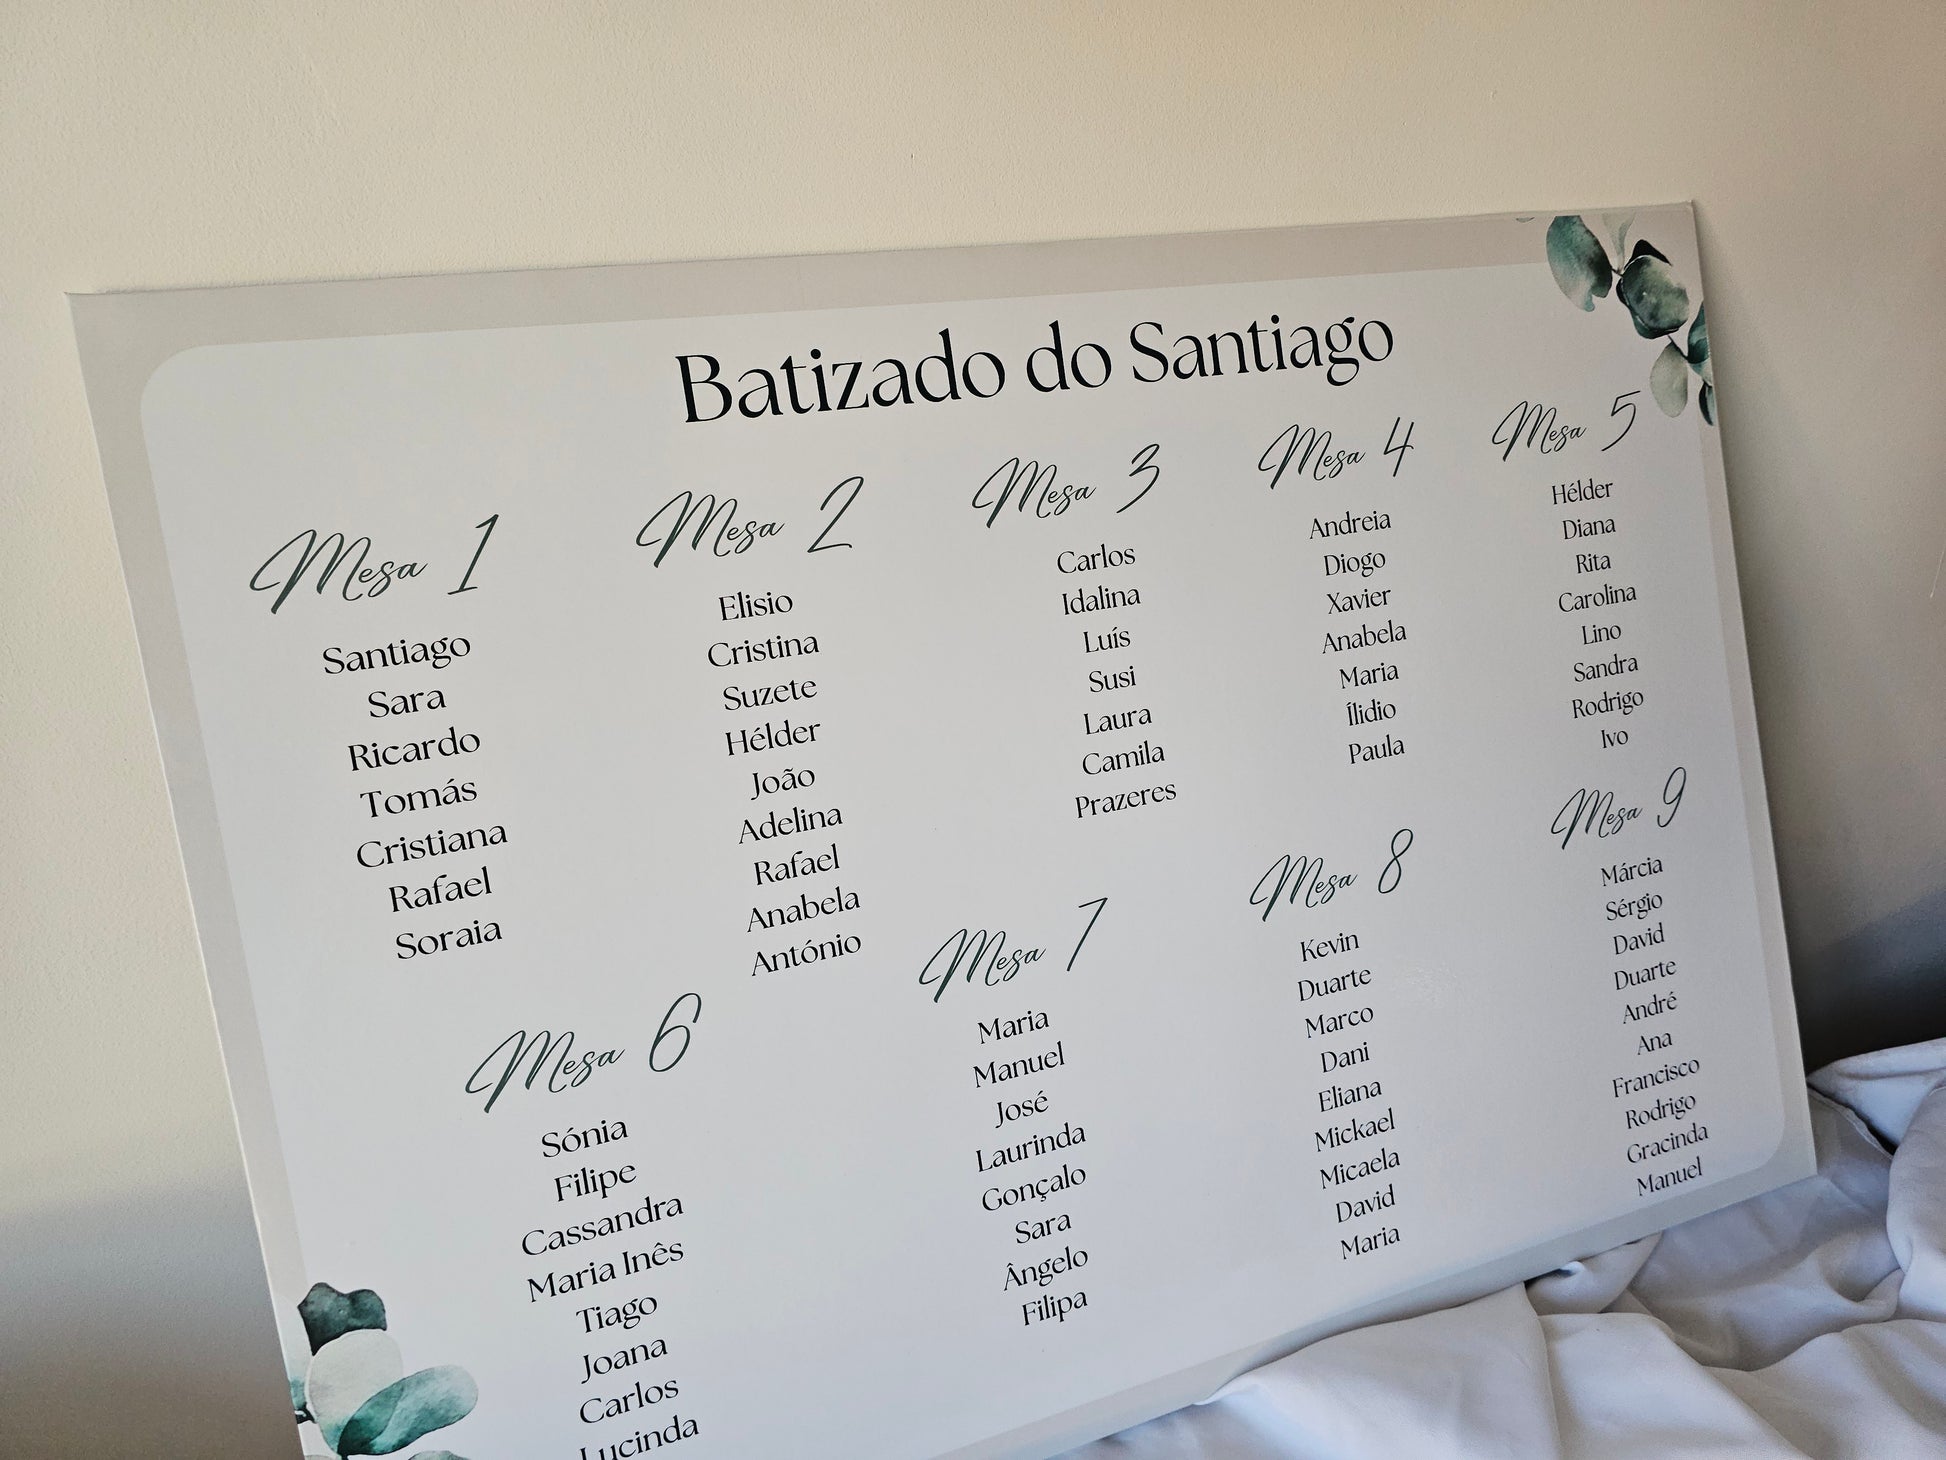 Batizado do Santiago
Mesa 1
Santiago
Sara
Ricardo
Tomás
Cristiana
Rafael
Soraia
Mesa 2
Elisio
Cristina
Suzete
Hélder
João
Adelina
Rafael
Anabela
António
Mesa 3
Carlos
Idalina
Luís
Susi
Laura
Camila
Prazeres
Mesa 4
Andreia
Diogo
Xavier
Anabela
Maria
Ílidio
Paula
Mesa 5
Hélder
Diana
Rita
Carolina
Lino
Sandra
Rodrigo
Ivo
Mesa 6
Sónia
Filipe
Cassandra
Maria Inês
Tiago
Joana
Carlos
Lucinda
Mesa 7
Maria
Manuel
José
Laurinda
Gonçalo
Sara
Ângelo
Filipa
Mesa 8
Kevin
Duarte
Marco
Dani
Eliana
Mickael
Micaela
David
Maria
Mesa 9
Márcia
Sérgio
David
Duarte
André
Ana
Francisco
Rodrigo
Gracinda
Manuel